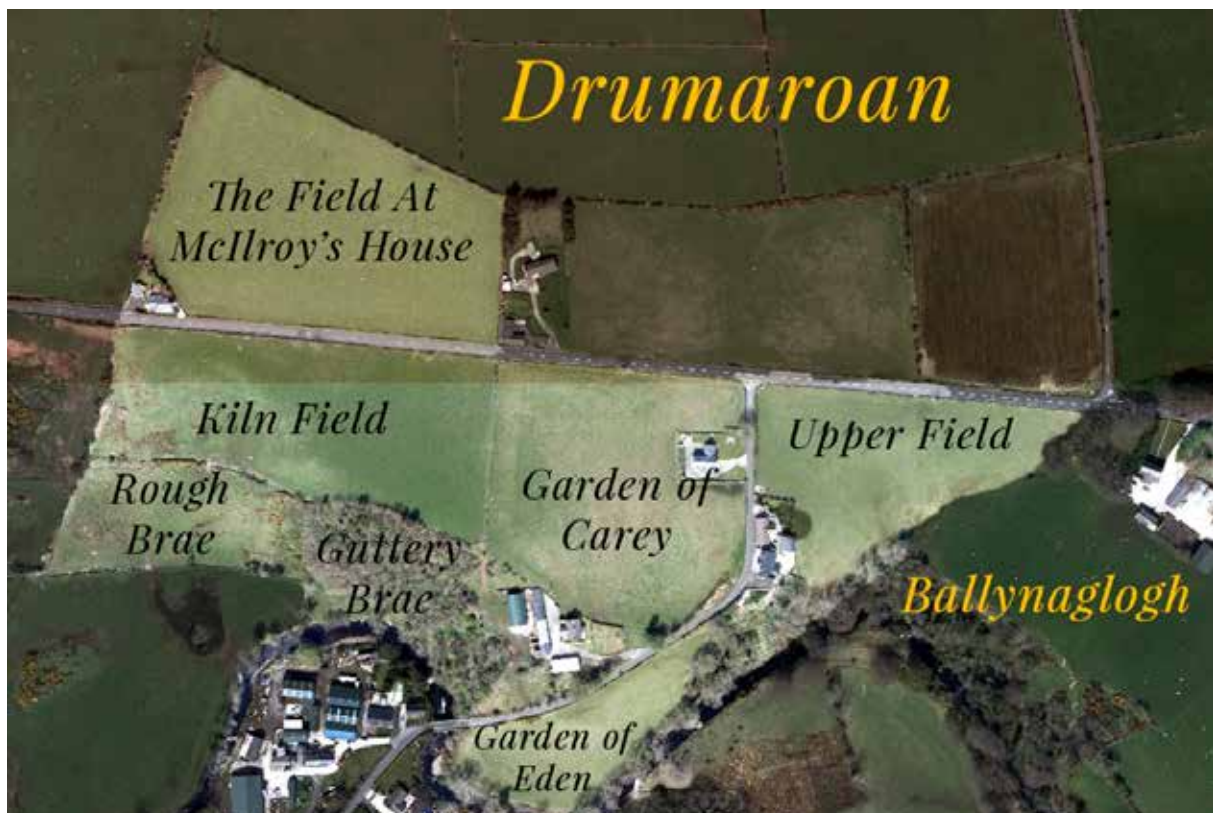 Drumaroan
The Field At
McIlroy's House
Kiln Field
Upper Field
Rough
Brae
Garden of
Carey
Guttery
Brae
Ballynaglogh
Garden of
Eden